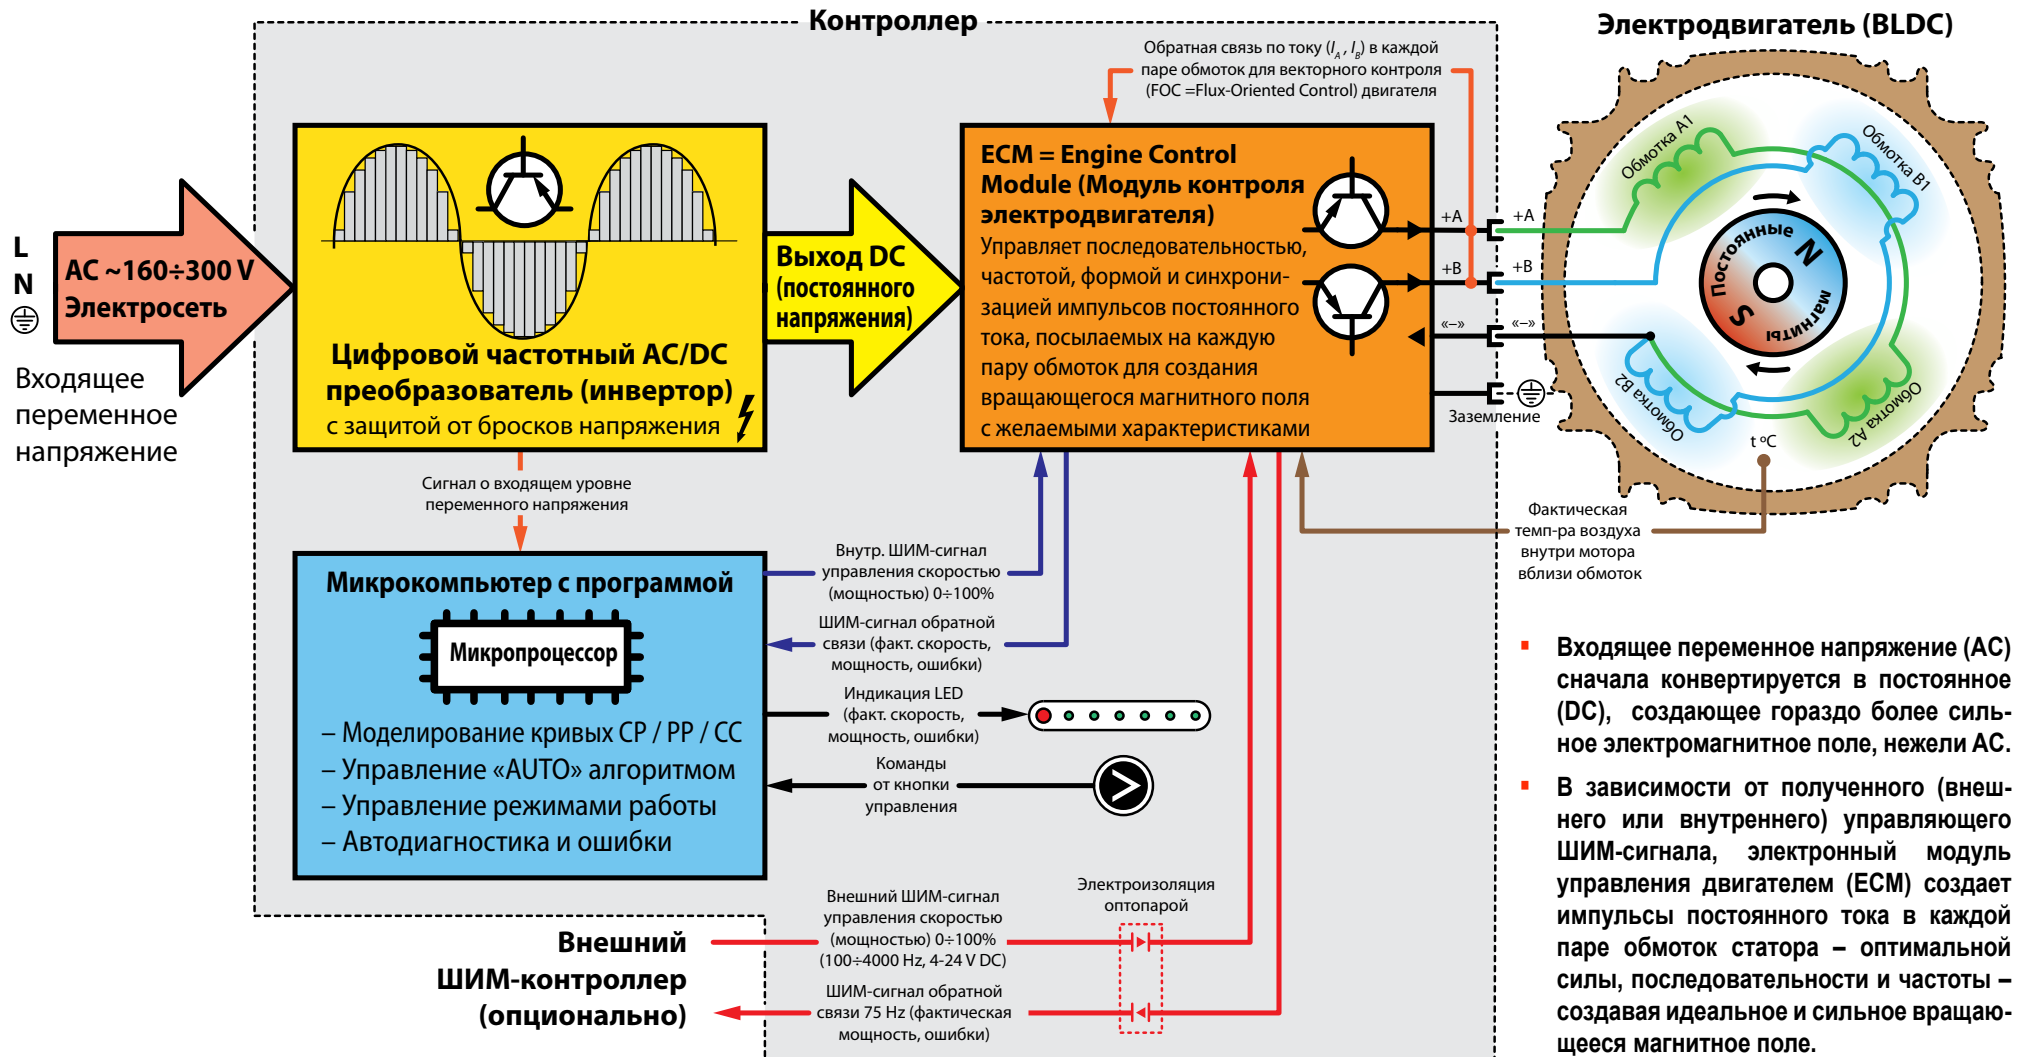 Контроллер
Электродвигатель (BLDC)
Обратная связь по току (I_A, I_B) в каждой
паре обмоток для векторного контроля
(FOC =Flux-Oriented Control) двигателя
L
N
AC ~160÷300 V
Электросеть
Входящее
переменное
напряжение
Цифровой частотный AC/DC
преобразователь (инвертор)
с защитой от бросков напряжения
Выход DC
(постоянного
напряжения)
ECM = Engine Control
Module (Модуль контроля
электродвигателя)
Управляет последовательностью,
частотой, формой и синхрони-
зацией импульсов постоянного
тока, посылаемых на каждую
пару обмоток для создания
вращающегося магнитного поля
с желаемыми характеристиками
+A
+A
+B
+B
«–»
«–»
Заземление
Обмотка A1
Обмотка B1
Постоянные
магниты
N
S
Обмотка B2
Обмотка A2
t ºC
Фактическая
темп-ра воздуха
внутри мотора
вблизи обмоток
Сигнал о входящем уровне
переменного напряжения
Микрокомпьютер с программой
Микропроцессор
– Моделирование кривых CP / PP / CC
– Управление «AUTO» алгоритмом
– Управление режимами работы
– Автодиагностика и ошибки
Внутр. ШИМ-сигнал
управления скоростью
(мощностью) 0÷100%
ШИМ-сигнал обратной
связи (факт. скорость,
мощность, ошибки)
Индикация LED
(факт. скорость,
мощность, ошибки)
Команды
от кнопки
управления
Внешний
ШИМ-контроллер
(опционально)
Внешний ШИМ-сигнал
управления скоростью
(мощностью) 0÷100%
(100÷4000 Hz, 4-24 V DC)
ШИМ-сигнал обратной
связи 75 Hz (фактическая
мощность, ошибки)
Электроизоляция
оптопарой
▪ Входящее переменное напряжение (AC)
сначала конвертируется в постоянное
(DC), создающее гораздо более силь-
ное электромагнитное поле, нежели AC.
▪ В зависимости от полученного (внеш-
него или внутреннего) управляющего
ШИМ-сигнала, электронный модуль
управления двигателем (ECM) создает
импульсы постоянного тока в каждой
паре обмоток статора – оптимальной
силы, последовательности и частоты –
создавая идеальное и сильное вращаю-
щееся магнитное поле.